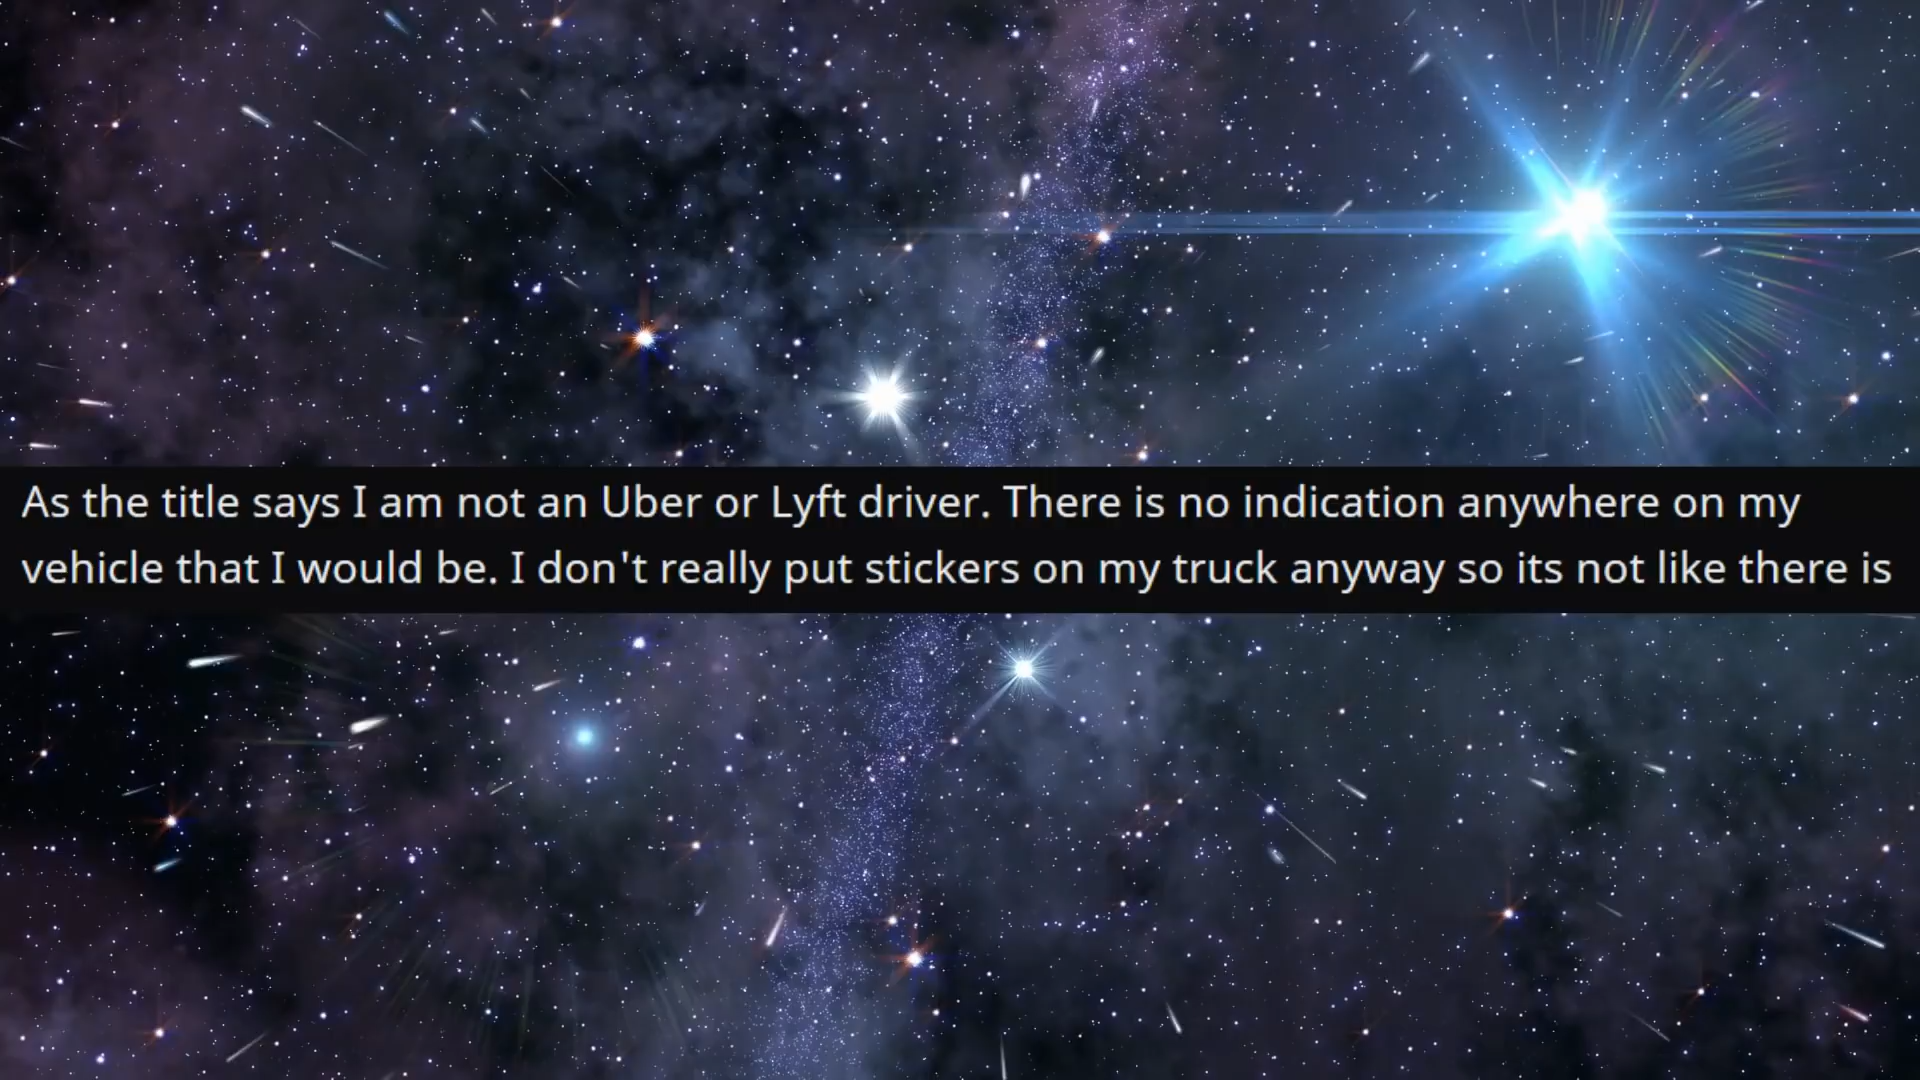 As the title says I am not an Uber or Lyft driver. There is no indication anywhere on my
vehicle that I would be. I don't really put stickers on my truck anyway so its not like there is